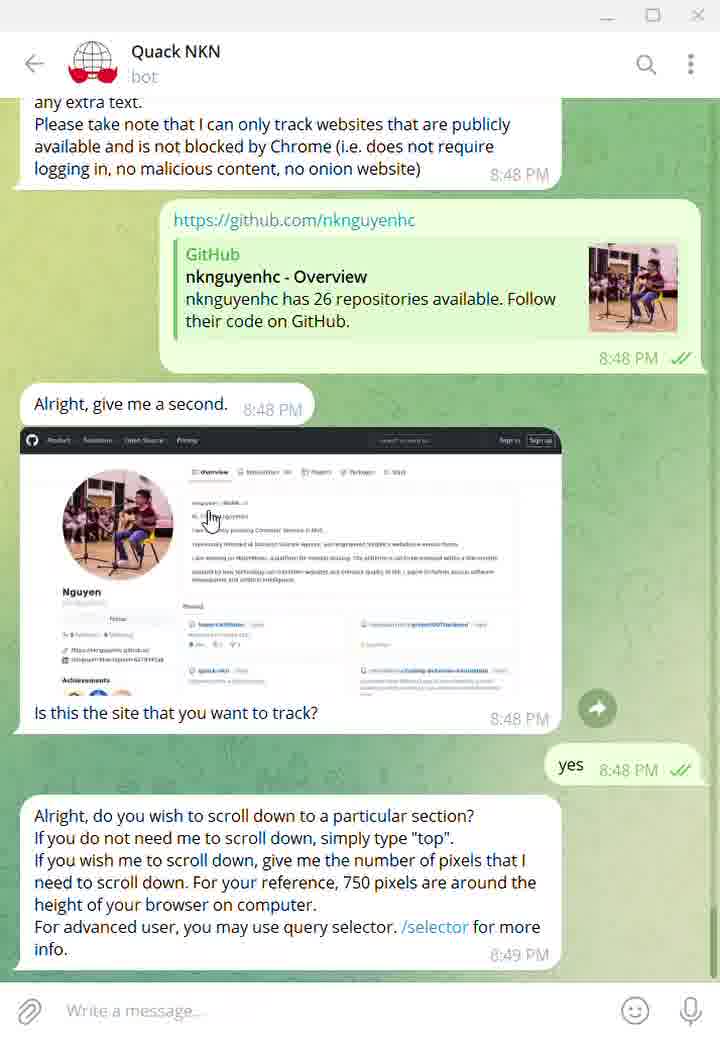 Quack NKN
bot
any extra text.
Please take note that I can only track websites that are publicly
available and is not blocked by Chrome (i.e. does not require
logging in, no malicious content, no onion website)
8:48 PM
https://github.com/nknguyenhc
GitHub
nknguyenhc - Overview
nknguyenhc has 26 repositories available. Follow
their code on GitHub.
8:48 PM
Alright, give me a second.
8:48 PM
Product Solutions Open Source Pricing
Sign in Sign up
Overview
Nguyen
Follow
Achievements
Is this the site that you want to track?
8:48 PM
yes
8:48 PM
Alright, do you wish to scroll down to a particular section?
If you do not need me to scroll down, simply type "top".
If you wish me to scroll down, give me the number of pixels that I
need to scroll down. For your reference, 750 pixels are around the
height of your browser on computer.
For advanced user, you may use query selector. /selector for more
info.
8:49 PM
Write a message...